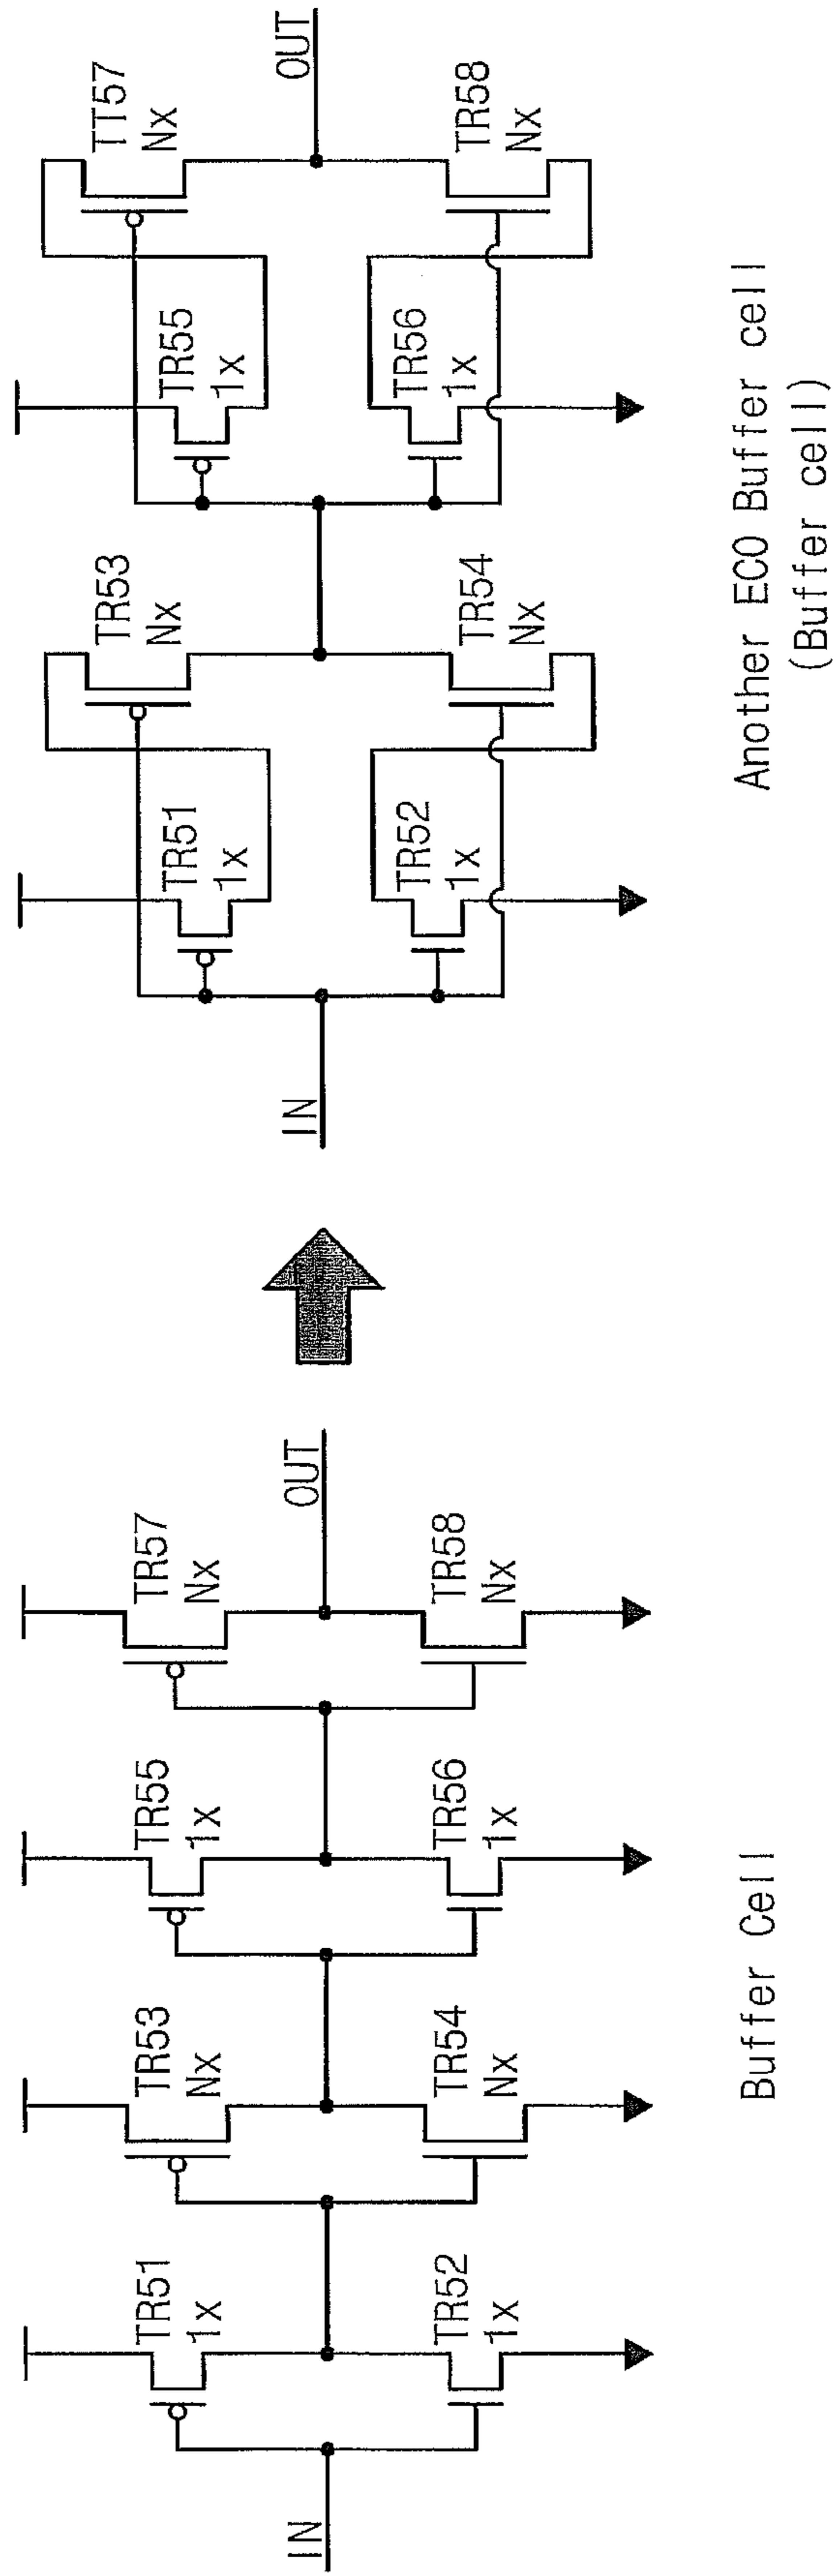 IN
TR51
1x
TR52
1x
TR53
Nx
TR54
Nx
TR55
1x
TR56
1x
TR57
Nx
TR58
Nx
OUT
Buffer Cell
IN
TR51
1x
TR52
1x
TR53
Nx
TR54
Nx
TR55
1x
TR56
1x
TT57
Nx
TR58
Nx
OUT
Another ECO Buffer cell
(Buffer cell)